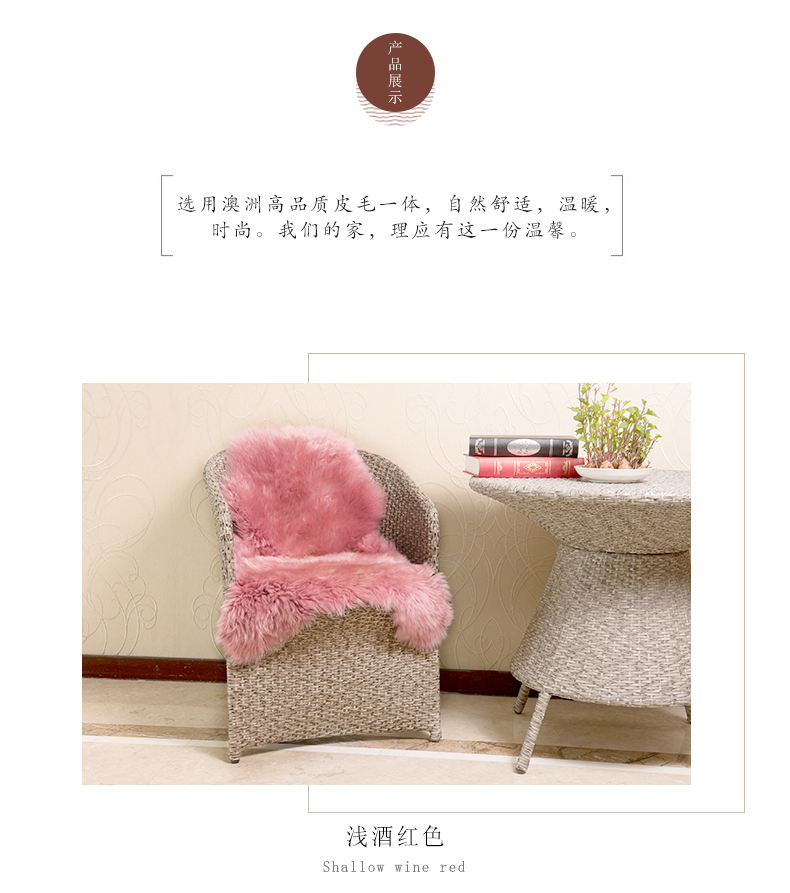 产品展示
选用澳洲高品质皮毛一体，自然舒适，温暖，
时尚。我们的家，理应有这一份温馨。
浅酒红色
Shallow wine red